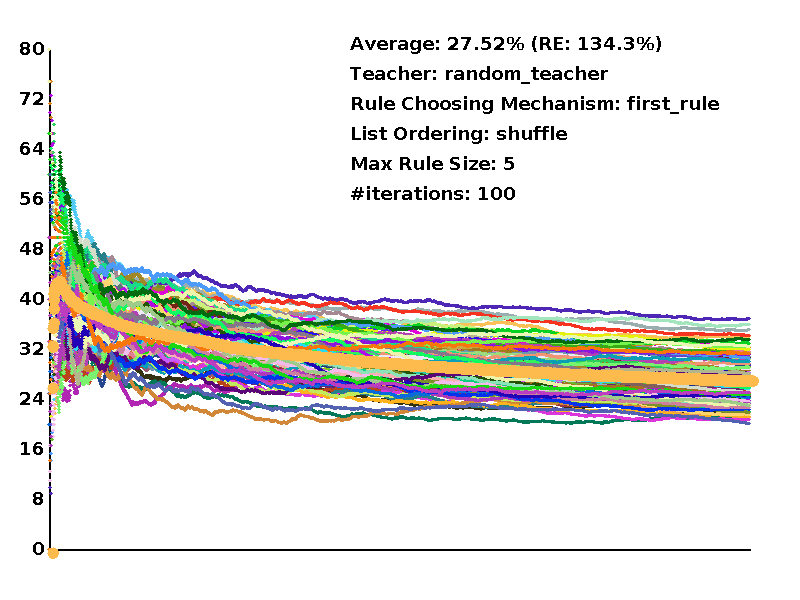 Average: 27.52% (RE: 134.3%)
Teacher: random_teacher
Rule Choosing Mechanism: first_rule
List Ordering: shuffle
Max Rule Size: 5
#iterations: 100
80
72
64
56
48
40
32
24
16
8
0